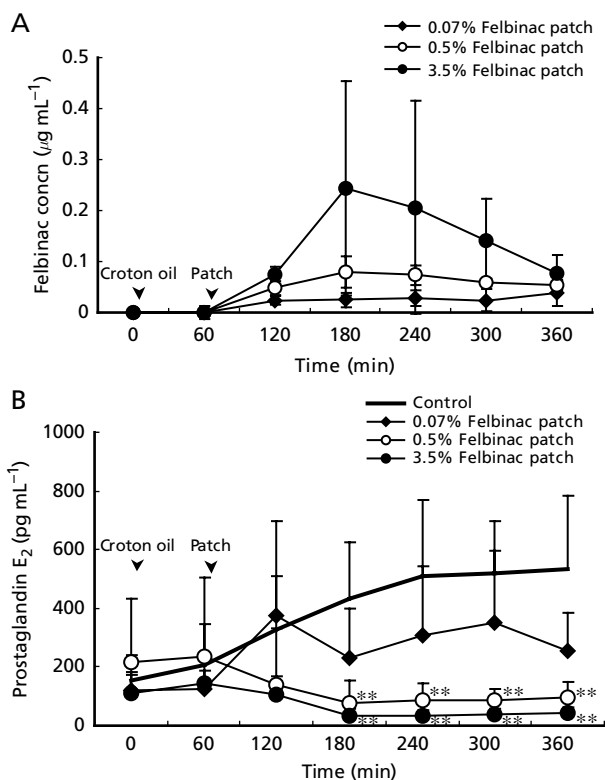 A
0.07% Felbinac patch
0.5% Felbinac patch
3.5% Felbinac patch
Felbinac concn (µg mL⁻¹)
0.5
0.4
0.3
0.2
0.1
0
Croton oil
Patch
0 60 120 180 240 300 360
Time (min)
B
Control
0.07% Felbinac patch
0.5% Felbinac patch
3.5% Felbinac patch
Prostaglandin E₂ (pg mL⁻¹)
1000
800
600
400
200
0
Croton oil
Patch
** ** ** **
** ** ** **
0 60 120 180 240 300 360
Time (min)